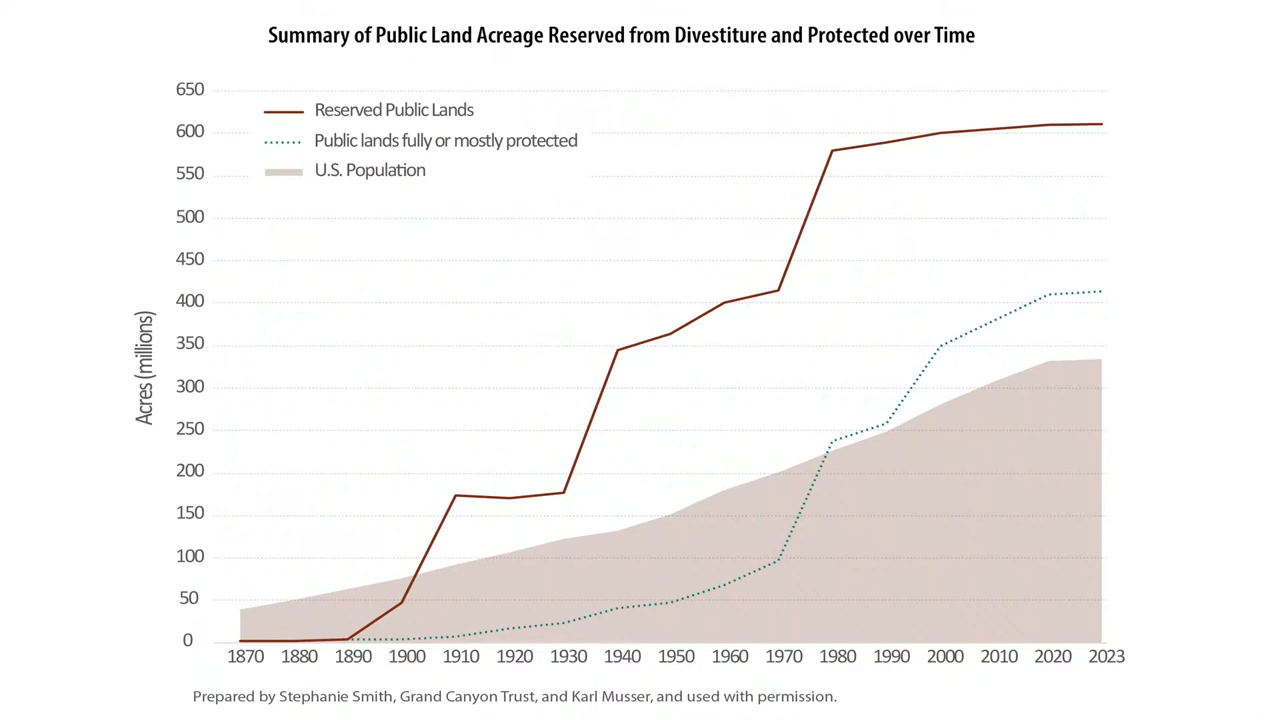 Summary of Public Land Acreage Reserved from Divestiture and Protected over Time
650
600
550
500
450
400
350
300
250
200
150
100
50
0
Acres (millions)
Reserved Public Lands
Public lands fully or mostly protected
U.S. Population
1870 1880 1890 1900 1910 1920 1930 1940 1950 1960 1970 1980 1990 2000 2010 2020 2023
Prepared by Stephanie Smith, Grand Canyon Trust, and Karl Musser, and used with permission.